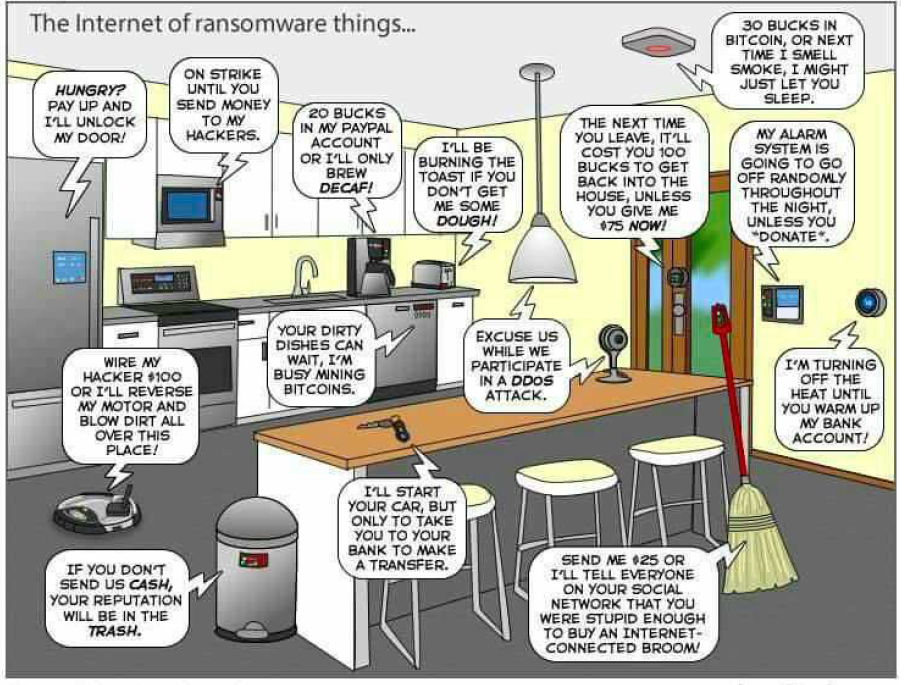 The Internet of ransomware things...
HUNGRY?
PAY UP AND
I'LL UNLOCK
MY DOOR!
ON STRIKE
UNTIL YOU
SEND MONEY
TO MY
HACKERS.
20 BUCKS
IN MY PAYPAL
ACCOUNT
OR I'LL ONLY
BREW
DECAF!
I'LL BE
BURNING THE
TOAST IF YOU
DON'T GET
ME SOME
DOUGH!
THE NEXT TIME
YOU LEAVE, IT'LL
COST YOU 100
BUCKS TO GET
BACK INTO THE
HOUSE, UNLESS
YOU GIVE ME
$75 NOW!
30 BUCKS IN
BITCOIN, OR NEXT
TIME I SMELL
SMOKE, I MIGHT
JUST LET YOU
SLEEP.
MY ALARM
SYSTEM IS
GOING TO GO
OFF RANDOMLY
THROUGHOUT
THE NIGHT,
UNLESS YOU
"DONATE".
WIRE MY
HACKER $100
OR I'LL REVERSE
MY MOTOR AND
BLOW DIRT ALL
OVER THIS
PLACE!
YOUR DIRTY
DISHES CAN
WAIT, I'M
BUSY MINING
BITCOINS.
EXCUSE US
WHILE WE
PARTICIPATE
IN A DDOS
ATTACK.
I'M TURNING
OFF THE
HEAT UNTIL
YOU WARM UP
MY BANK
ACCOUNT!
IF YOU DON'T
SEND US CASH,
YOUR REPUTATION
WILL BE IN THE
TRASH.
I'LL START
YOUR CAR, BUT
ONLY TO TAKE
YOU TO YOUR
BANK TO MAKE
A TRANSFER.
SEND ME $25 OR
I'LL TELL EVERYONE
ON YOUR SOCIAL
NETWORK THAT YOU
WERE STUPID ENOUGH
TO BUY AN INTERNET-
CONNECTED BROOM!